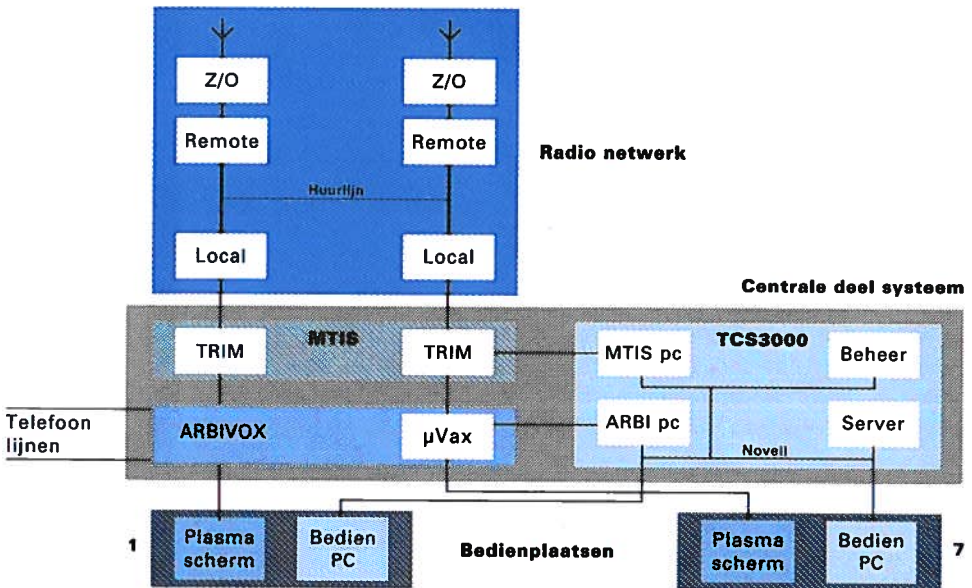 Z/O
Z/O
Remote
Remote
Radio netwerk
Huurlijn
Local
Local
Centrale deel systeem
TRIM
MTIS
TRIM
MTIS pc
TCS3000
Beheer
Telefoon
lijnen
ARBIVOX
µVax
ARBI pc
Server
Novell
1
Plasma
scherm
Bedien
PC
Bedienplaatsen
Plasma
scherm
Bedien
PC
7